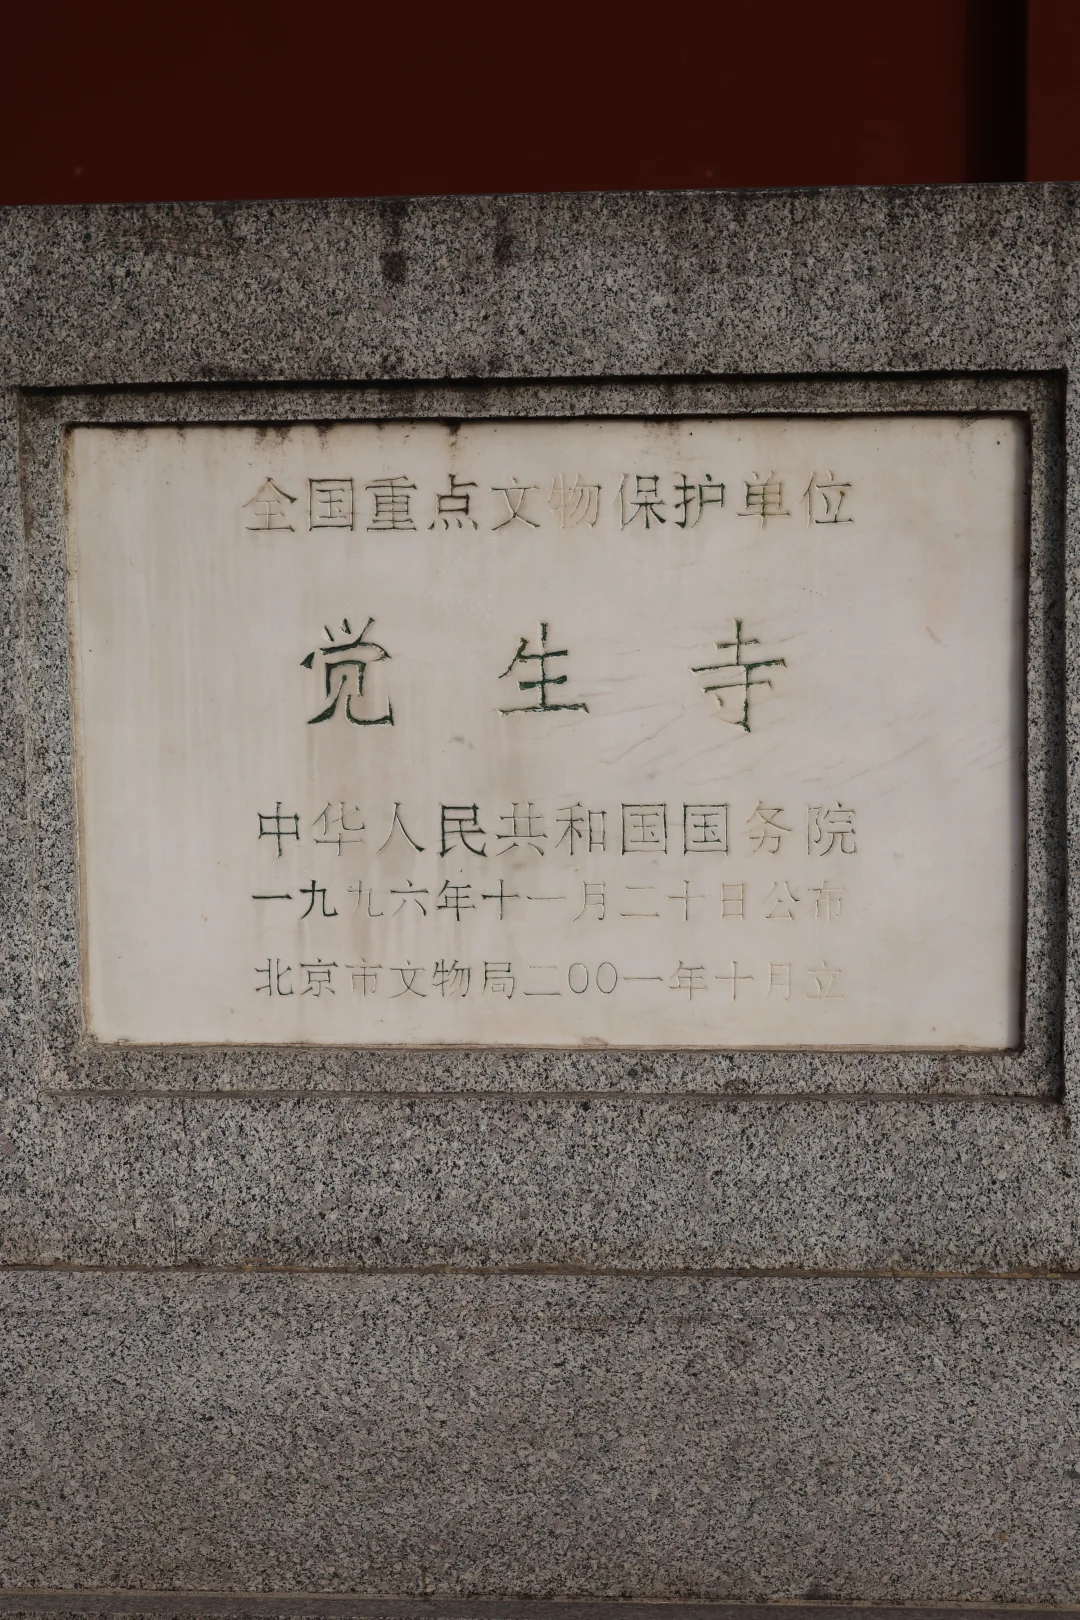 全国重点文物保护单位
觉生寺
中华人民共和国国务院
一九九六年十一月二十日公布
北京市文物局二〇〇一年十月立